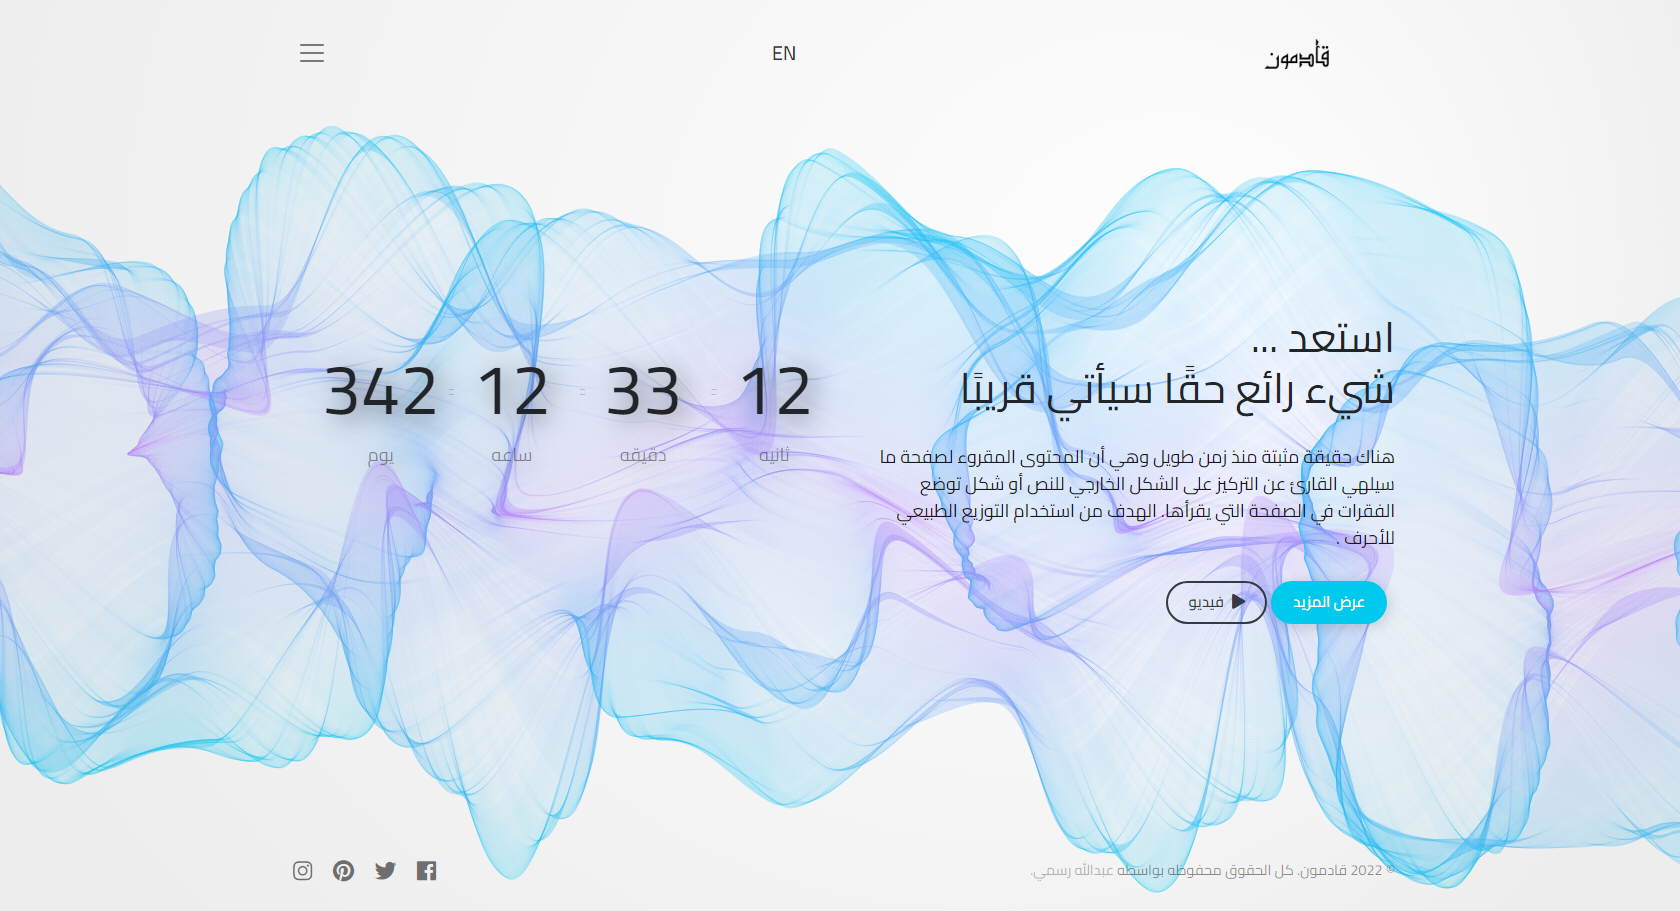 قادمون
EN
استعد ...
شيء رائع حقًا سيأتي قريبًا
هناك حقيقة مثبتة منذ زمن طويل وهي أن المحتوى المقروء لصفحة ما
سيلهي القارئ عن التركيز على الشكل الخارجي للنص أو شكل توضع
الفقرات في الصفحة التي يقرأها. الهدف من استخدام التوزيع الطبيعي
للأحرف .
عرض المزيد
فيديو
342 : 12 : 33 : 12
يوم ساعه دقيقه ثانيه
© 2022 قادمون. كل الحقوق محفوظه بواسطه عبدالله رسمي.